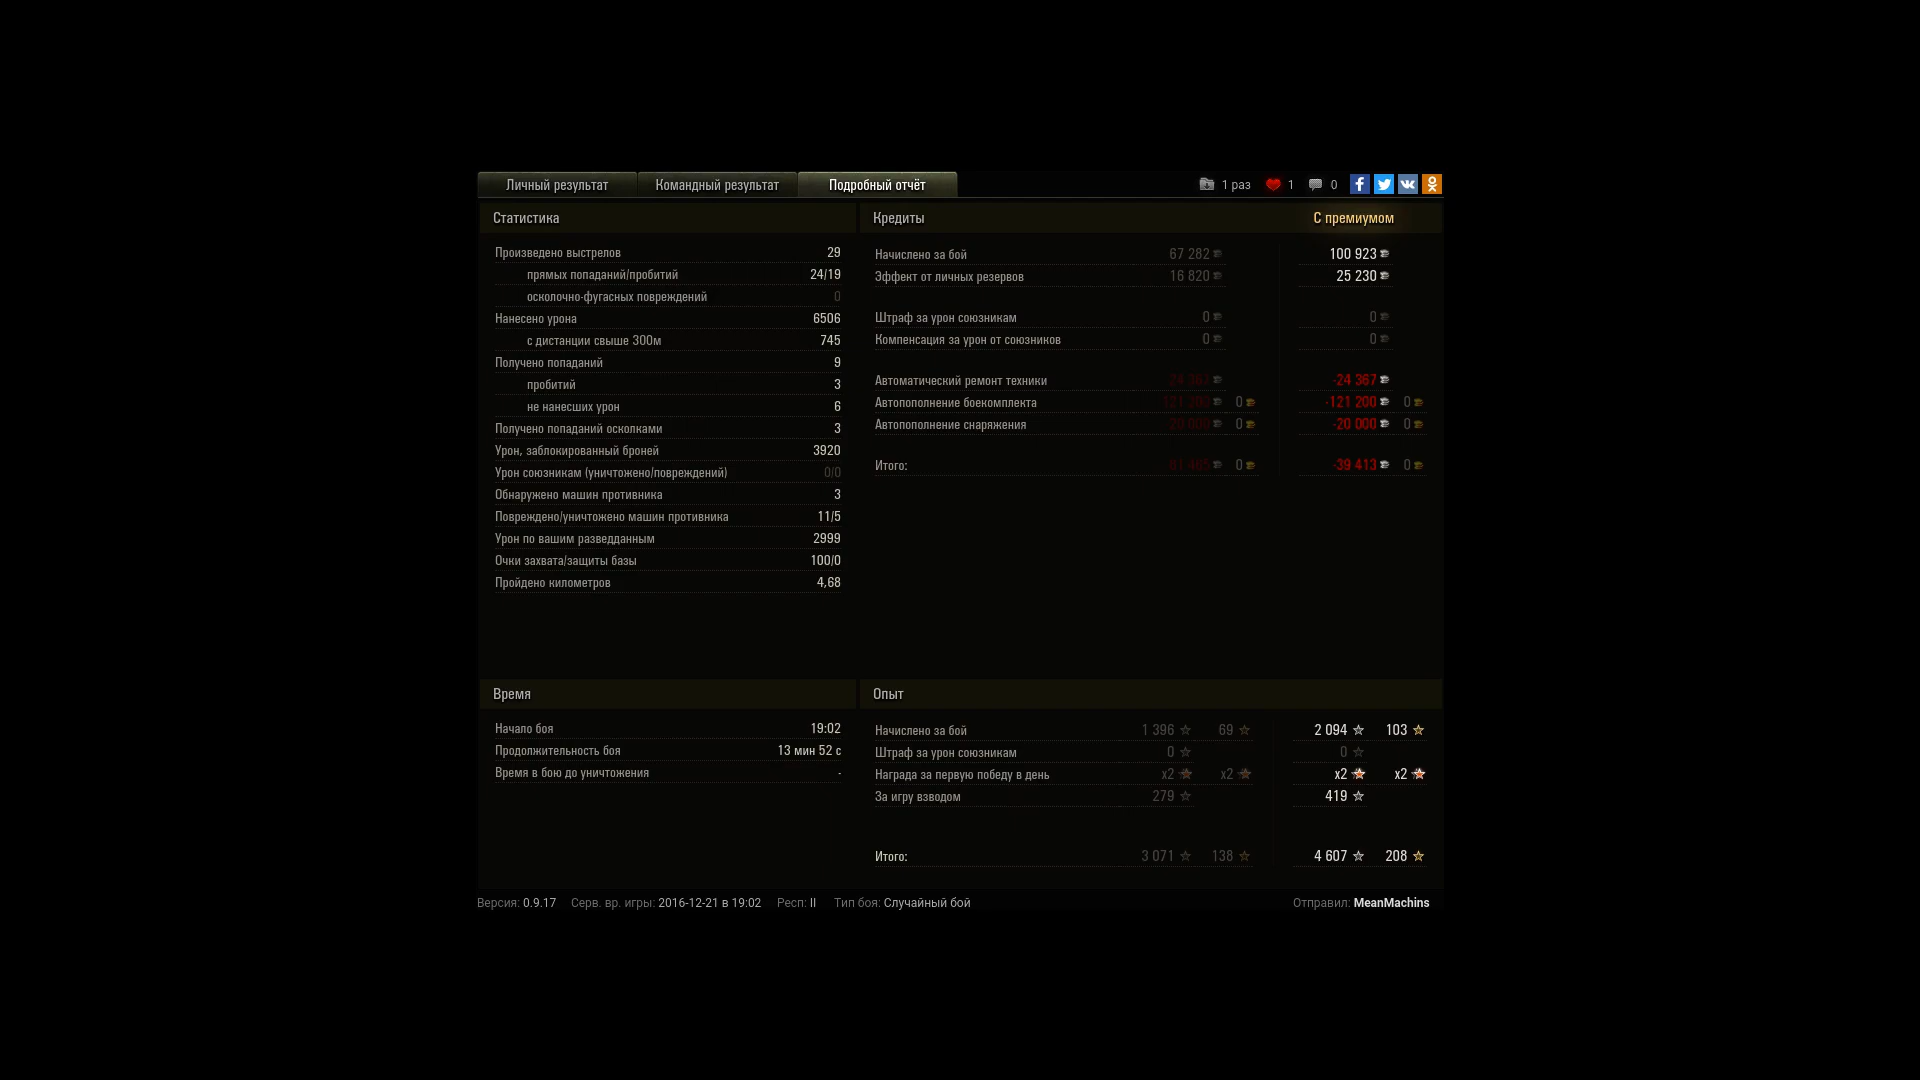 Личный результат Командный результат Подробный отчёт 1 раз 1 0
Статистика
Произведено выстрелов 29
прямых попаданий/пробитий 24/19
осколочно-фугасных повреждений 0
Нанесено урона 6506
с дистанции свыше 300м 745
Получено попаданий 9
пробитий 3
не нанесших урон 6
Получено попаданий осколками 3
Урон, заблокированный броней 3920
Урон союзникам (уничтожено/повреждений) 0/0
Обнаружено машин противника 3
Повреждено/уничтожено машин противника 11/5
Урон по вашим разведданным 2999
Очки захвата/защиты базы 100/0
Пройдено километров 4,68
Кредиты С премиумом
Начислено за бой 67 282 100 923
Эффект от личных резервов 16 820 25 230
Штраф за урон союзникам 0 0
Компенсация за урон от союзников 0 0
Автоматический ремонт техники -24 367
Автопополнение боекомплекта 0 -121 200 0
Автопополнение снаряжения 0 -20 000 0
Итого: 0 -39 413 0
Время
Начало боя 19:02
Продолжительность боя 13 мин 52 с
Время в бою до уничтожения -
Опыт
Начислено за бой 1 396 69 2 094 103
Штраф за урон союзникам 0 0
Награда за первую победу в день x2 x2 x2 x2
За игру взводом 279 419
Итого: 3 071 138 4 607 208
Версия: 0.9.17 Серв. вр. игры: 2016-12-21 в 19:02 Респ: II Тип боя: Случайный бой Отправил: MeanMachins